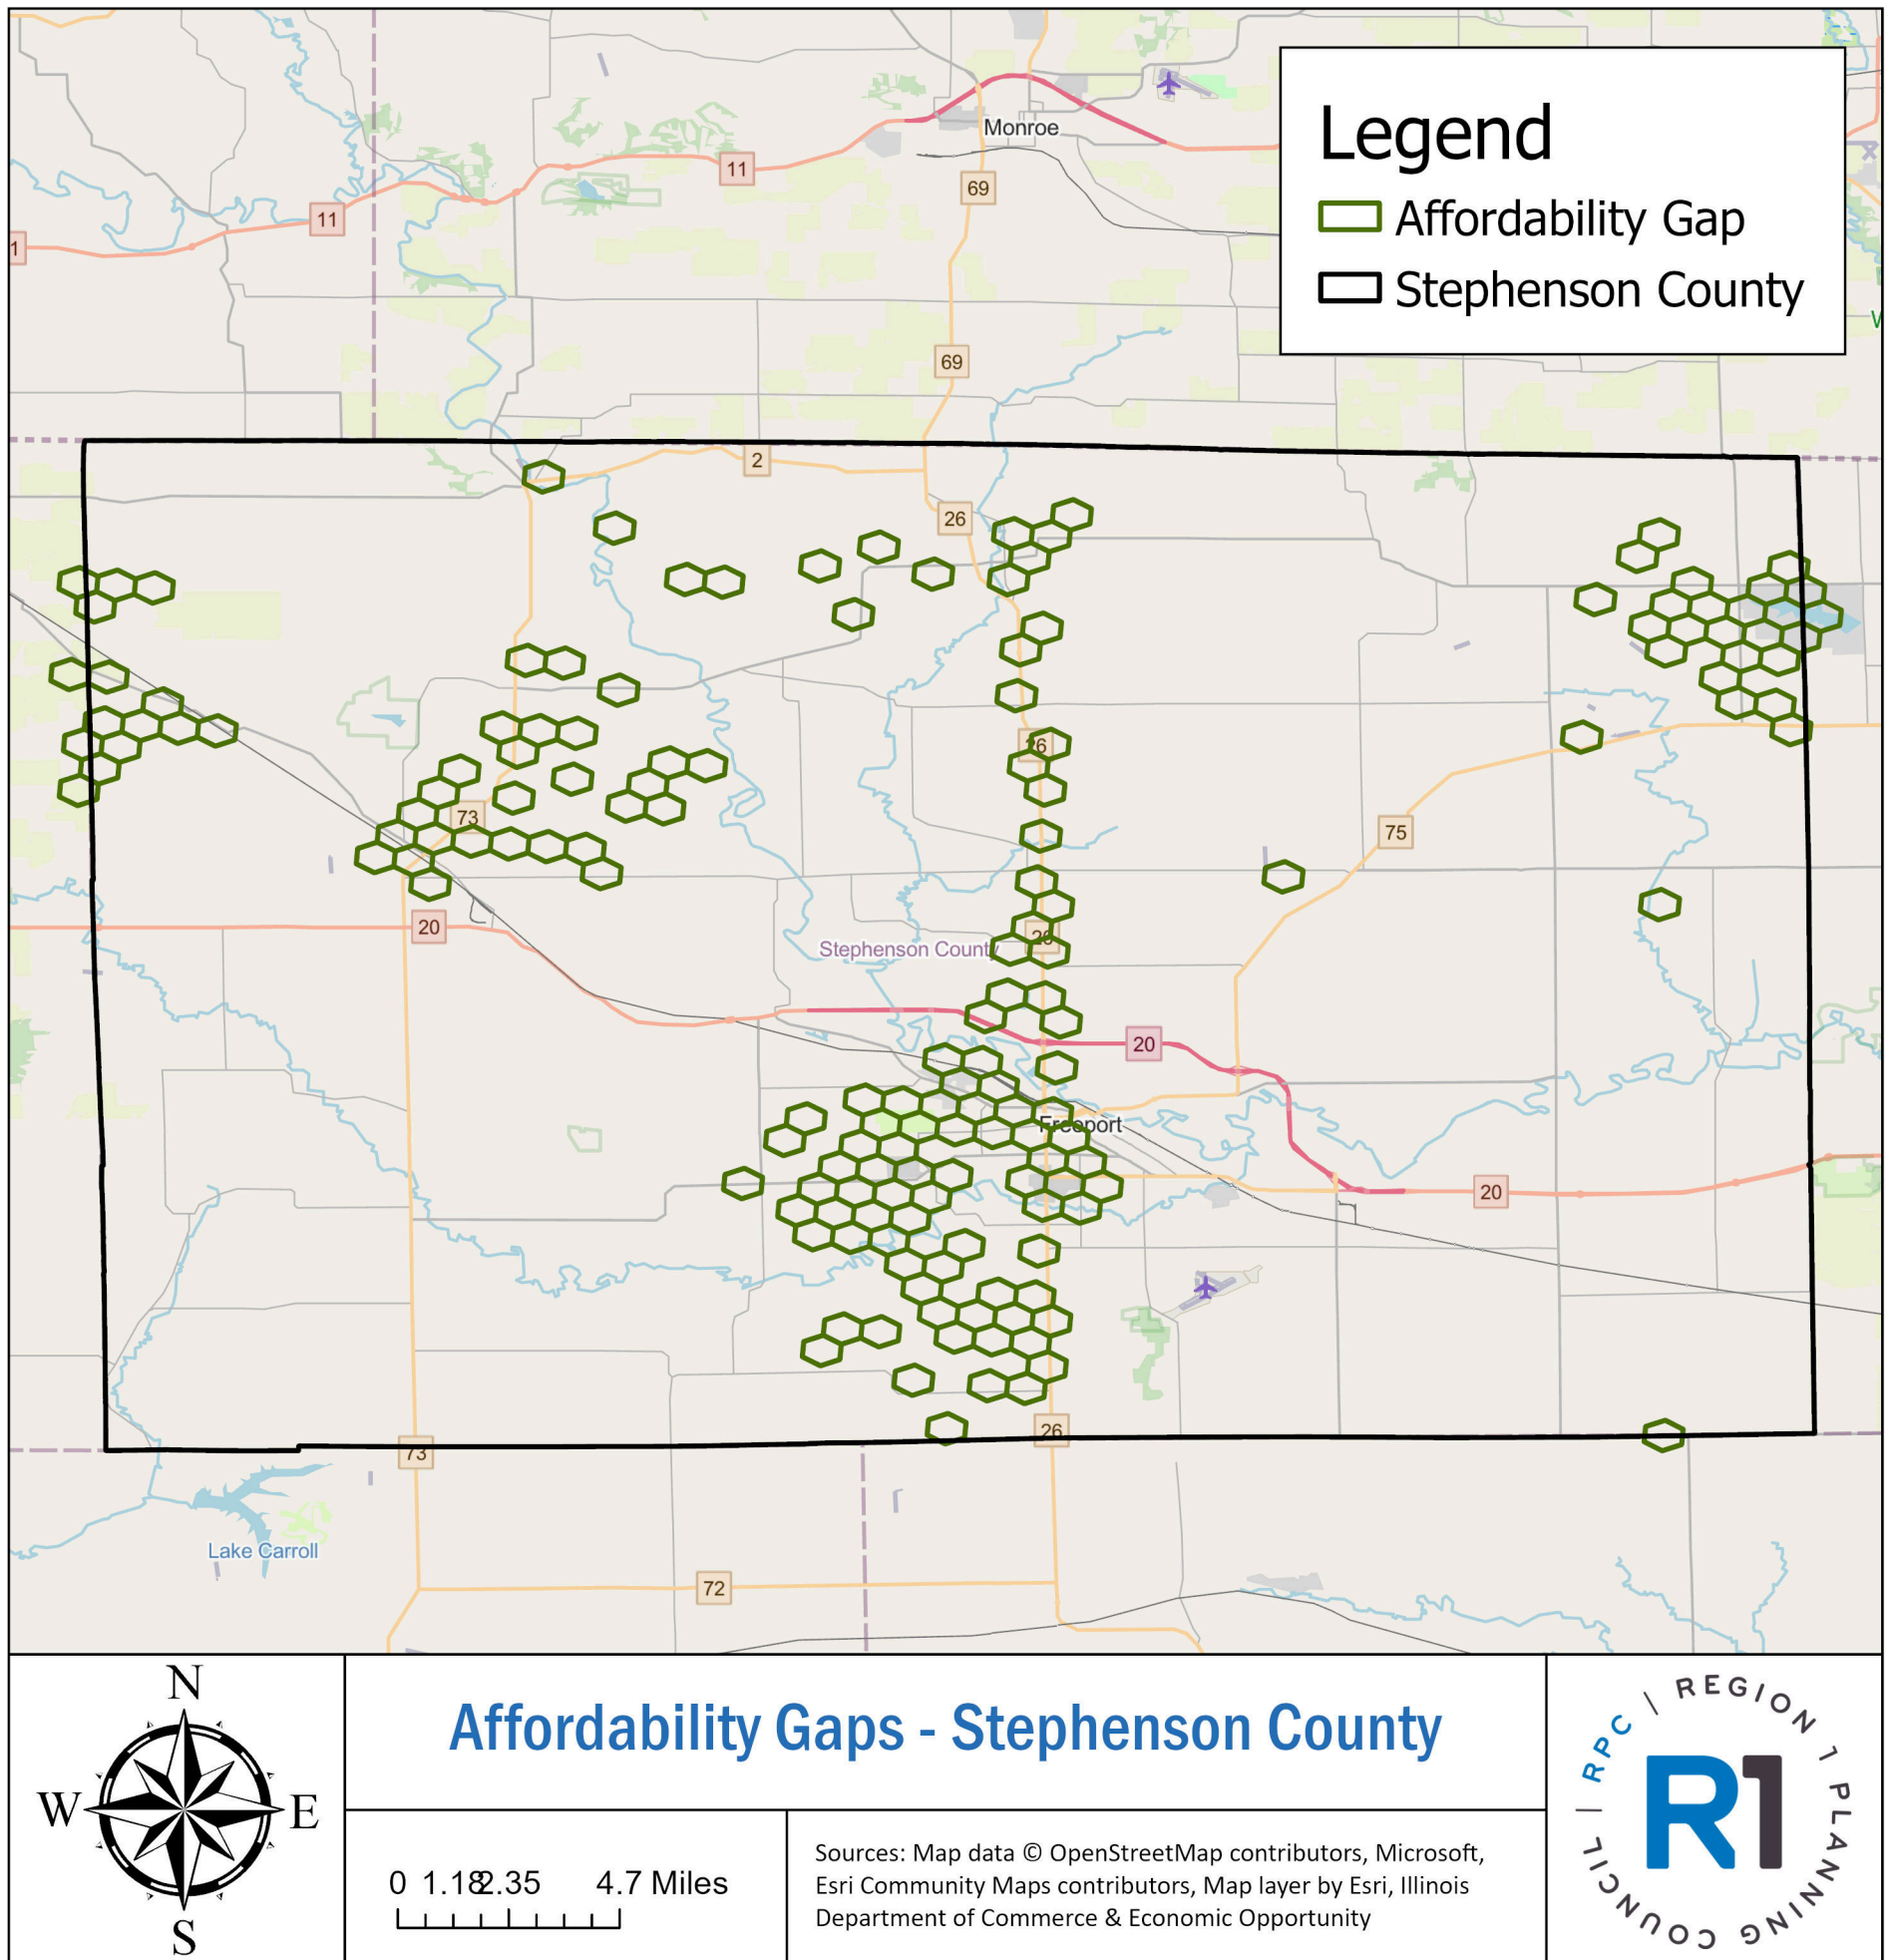 Monroe
11
69
11
1
Legend
Affordability Gap
Stephenson County
69
2
26
26
73
75
20
26
Stephenson County
20
Freeport
20
26
73
Lake Carroll
72
N
W
E
S
Affordability Gaps - Stephenson County
0 1.18 2.35 4.7 Miles
Sources: Map data © OpenStreetMap contributors, Microsoft,
Esri Community Maps contributors, Map layer by Esri, Illinois
Department of Commerce & Economic Opportunity
RPC | REGION 1 PLANNING COUNCIL |
R1